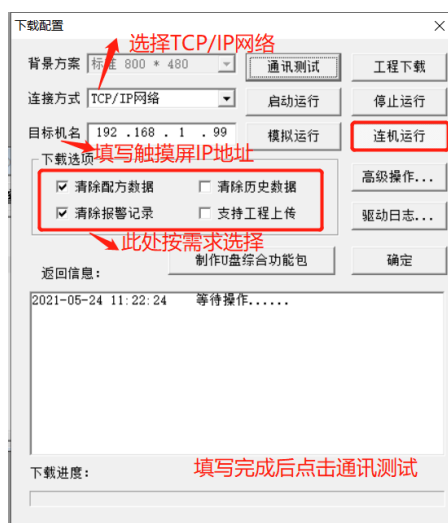 下载配置
选择TCP/IP网络
背景方案 标准 800 * 480 通讯测试 工程下载
连接方式 TCP/IP网络 启动运行 停止运行
目标机名 192 .168 . 1 . 99 模拟运行 连机运行
填写触摸屏IP地址
下载选项
清除配方数据 清除历史数据 高级操作...
清除报警记录 支持工程上传 驱动日志...
此处按需求选择
制作U盘综合功能包 确定
返回信息:
2021-05-24 11:22:24 等待操作......
填写完成后点击通讯测试
下载进度: